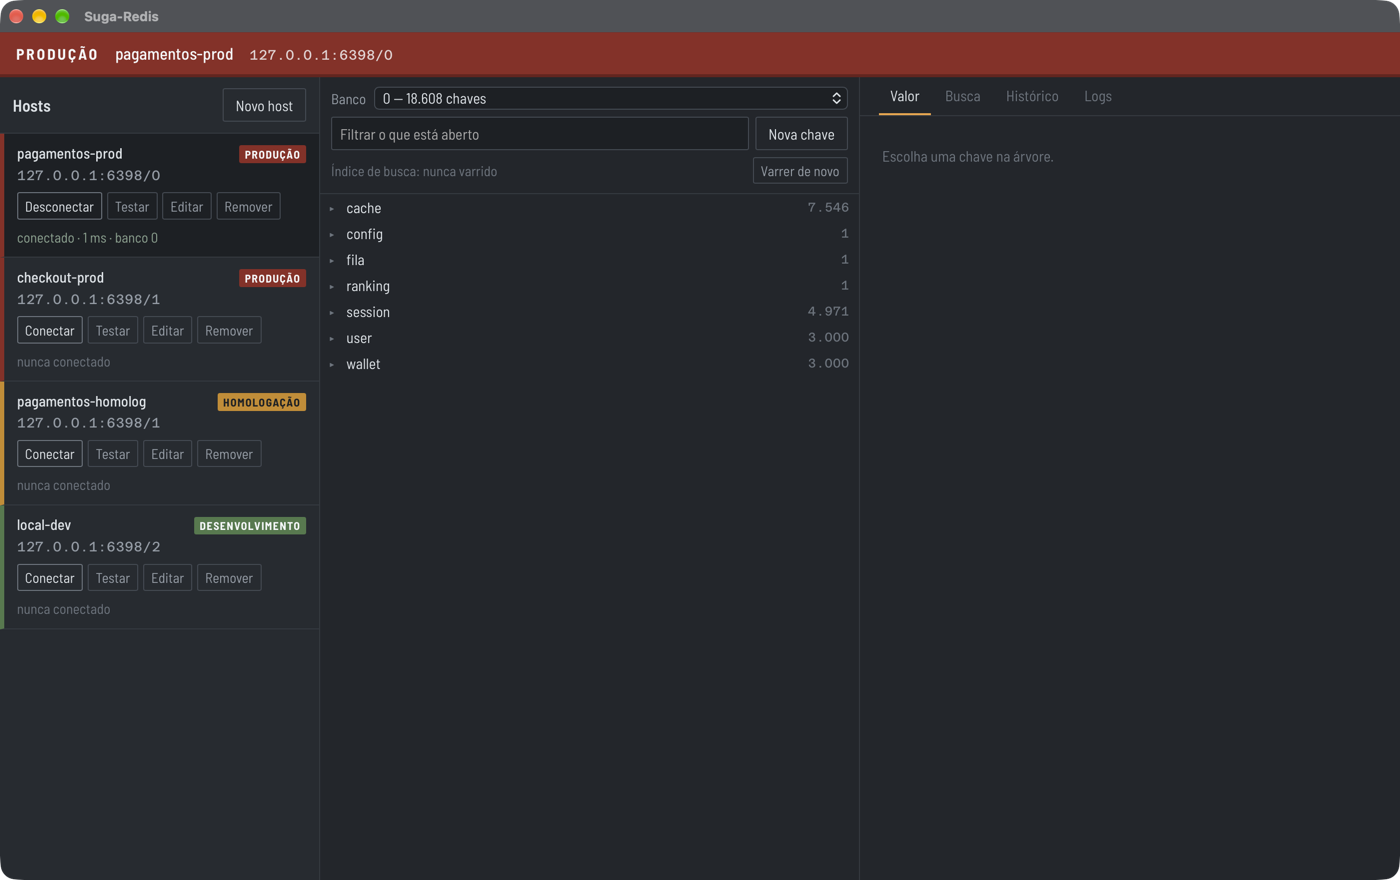 Suga-Redis
PRODUÇÃO pagamentos-prod 127.0.0.1:6398/0
Hosts
Novo host
pagamentos-prod PRODUÇÃO
127.0.0.1:6398/0
Desconectar Testar Editar Remover
conectado · 1 ms · banco 0
checkout-prod PRODUÇÃO
127.0.0.1:6398/1
Conectar Testar Editar Remover
nunca conectado
pagamentos-homolog HOMOLOGAÇÃO
127.0.0.1:6398/1
Conectar Testar Editar Remover
nunca conectado
local-dev DESENVOLVIMENTO
127.0.0.1:6398/2
Conectar Testar Editar Remover
nunca conectado
Banco 0 — 18.608 chaves
Filtrar o que está aberto Nova chave
Índice de busca: nunca varrido Varrer de novo
cache 7.546
config 1
fila 1
ranking 1
session 4.971
user 3.000
wallet 3.000
Valor Busca Histórico Logs
Escolha uma chave na árvore.